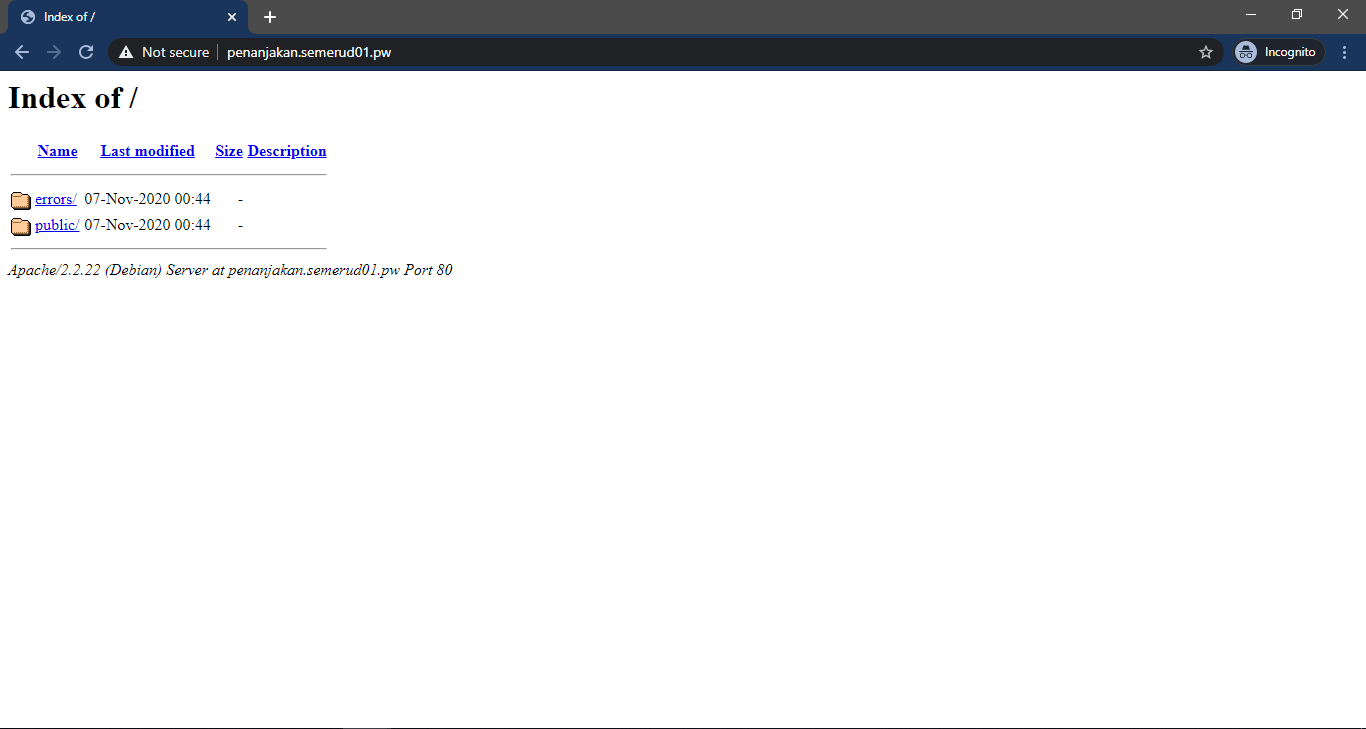 Index of /
Not secure penanjakan.semerud01.pw Incognito
Index of /
Name Last modified Size Description
errors/ 07-Nov-2020 00:44 -
public/ 07-Nov-2020 00:44 -
Apache/2.2.22 (Debian) Server at penanjakan.semerud01.pw Port 80